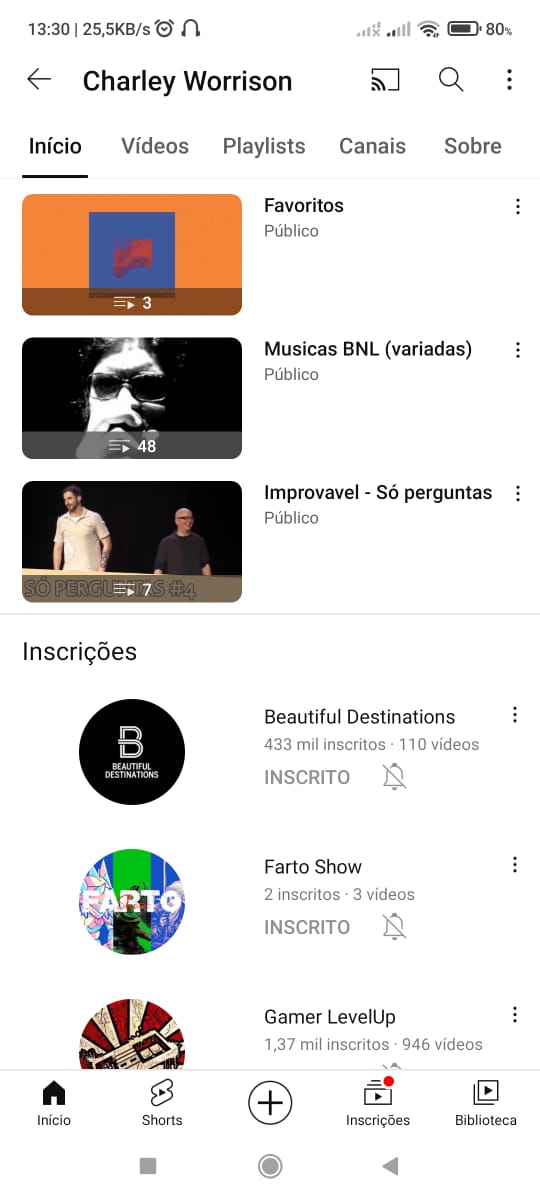 13:30 | 25,5KB/s
80%
Charley Worrison
Início Vídeos Playlists Canais Sobre
Favoritos
Público
3
Musicas BNL (variadas)
Público
48
Improvavel - Só perguntas
Público
SÓ PERGUNTAS #4
7
Inscrições
Beautiful Destinations
433 mil inscritos · 110 vídeos
INSCRITO
B
BEAUTIFUL
DESTINATIONS
Farto Show
2 inscritos · 3 vídeos
INSCRITO
FARTO
Gamer LevelUp
1,37 mil inscritos · 946 vídeos
Início Shorts Inscrições Biblioteca